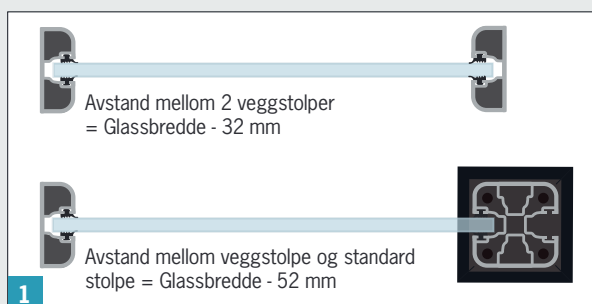 Avstand mellom 2 veggstolper
= Glassbredde - 32 mm
Avstand mellom veggstolpe og standard
stolpe = Glassbredde - 52 mm
1